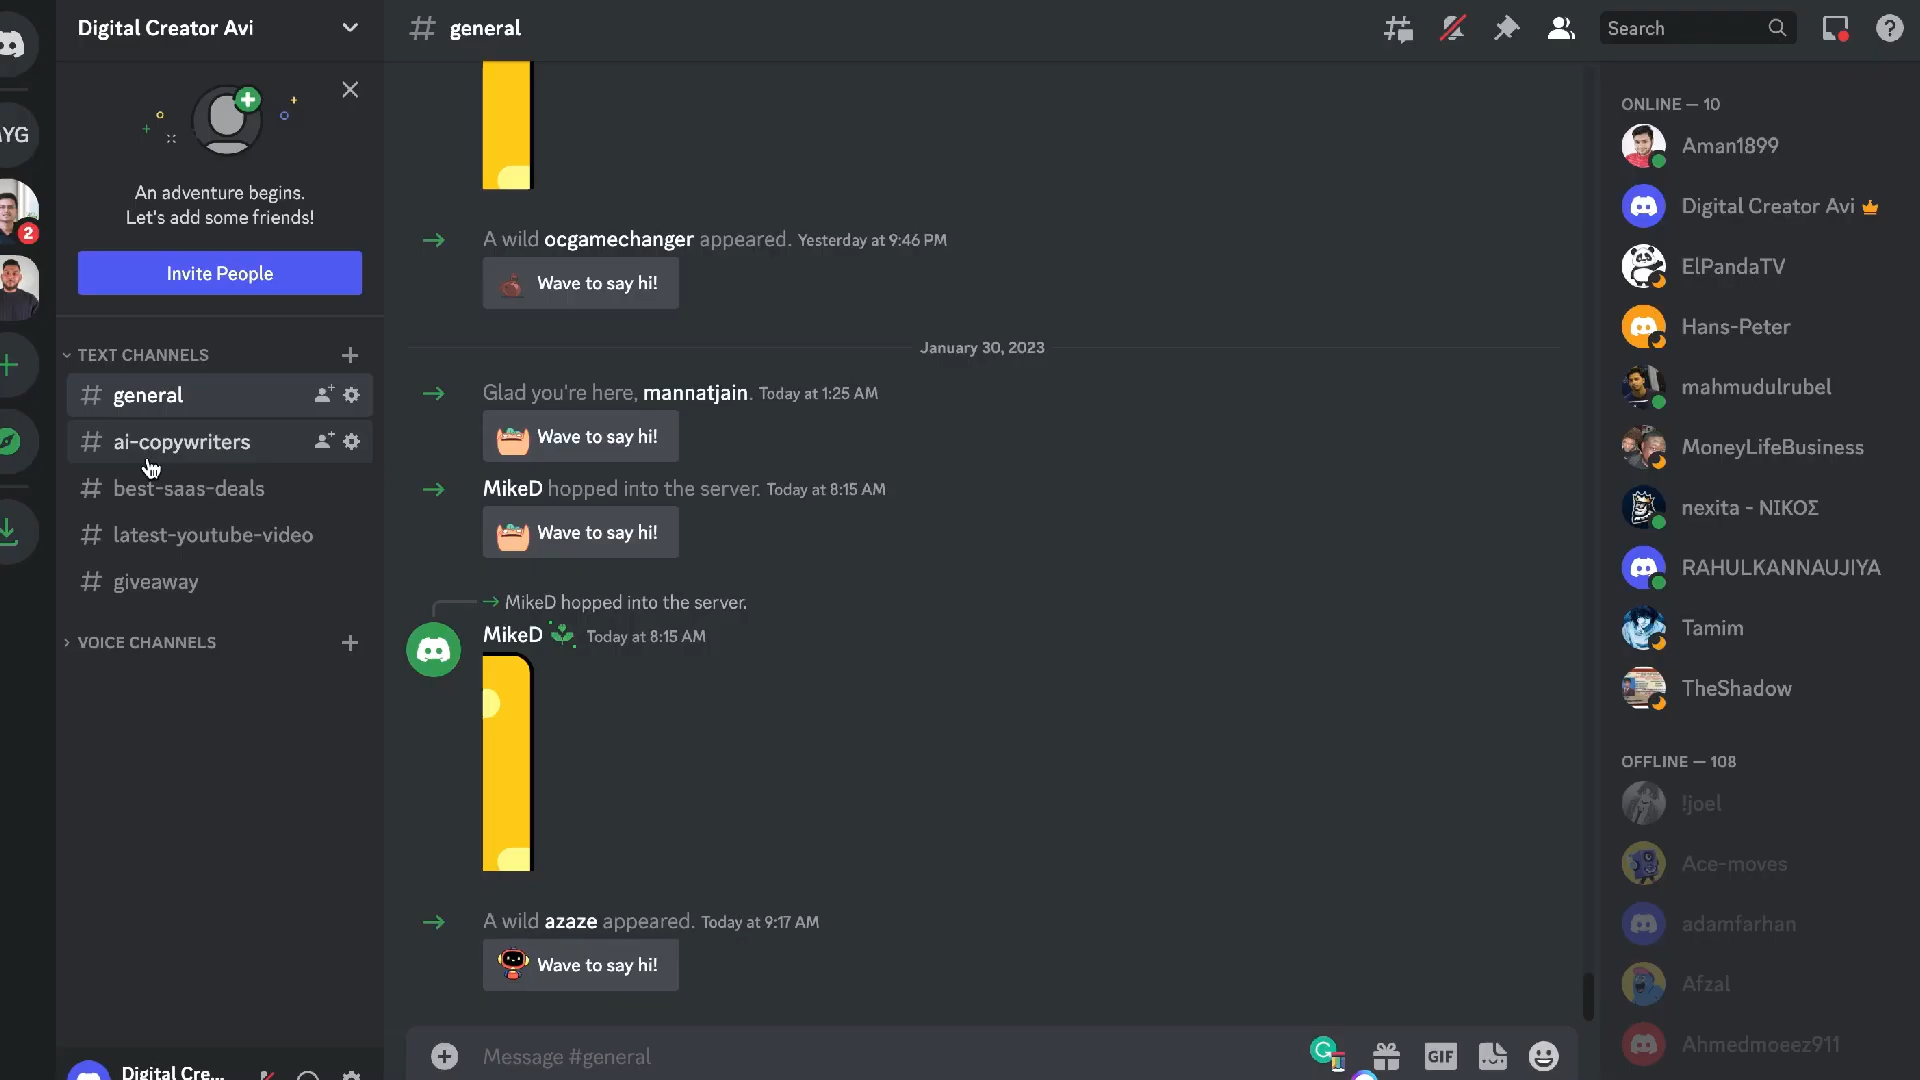 Digital Creator Avi
general
Search
YG
2
An adventure begins.
Let's add some friends!
Invite People
TEXT CHANNELS
general
ai-copywriters
best-saas-deals
latest-youtube-video
giveaway
VOICE CHANNELS
Digital Cre...
A wild ocgamechanger appeared. Yesterday at 9:46 PM
Wave to say hi!
January 30, 2023
Glad you're here, mannatjain. Today at 1:25 AM
Wave to say hi!
MikeD hopped into the server. Today at 8:15 AM
Wave to say hi!
MikeD hopped into the server.
MikeD Today at 8:15 AM
A wild azaze appeared. Today at 9:17 AM
Wave to say hi!
Message #general
GIF
ONLINE — 10
Aman1899
Digital Creator Avi
ElPandaTV
Hans-Peter
mahmudulrubel
MoneyLifeBusiness
nexita - ΝΙΚΟΣ
RAHULKANNAUJIYA
Tamim
TheShadow
OFFLINE — 108
!joel
Ace-moves
adamfarhan
Afzal
Ahmedmoeez911